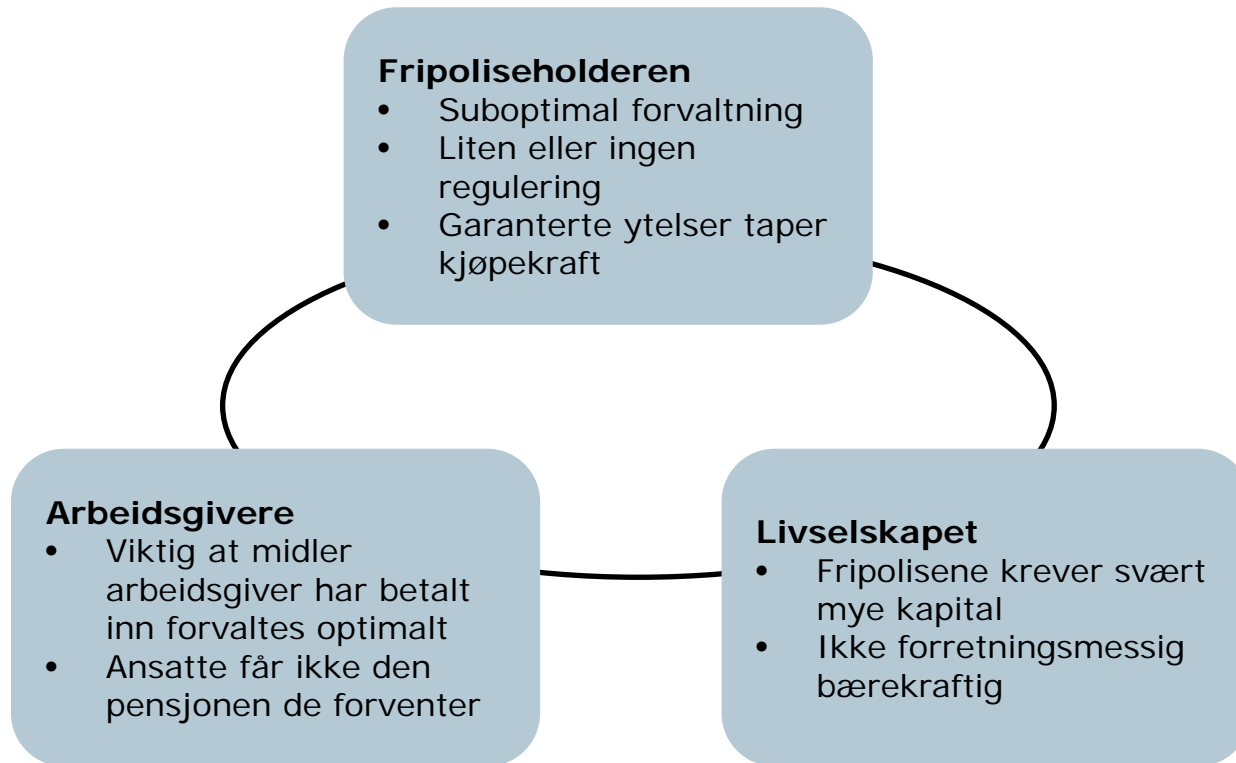 Fripoliseholderen
• Suboptimal forvaltning
• Liten eller ingen
regulering
• Garanterte ytelser taper
kjøpekraft
Arbeidsgivere
• Viktig at midler
arbeidsgiver har betalt
inn forvaltes optimalt
• Ansatte får ikke den
pensjonen de forventer
Livselskapet
• Fripolisene krever svært
mye kapital
• Ikke forretningsmessig
bærekraftig